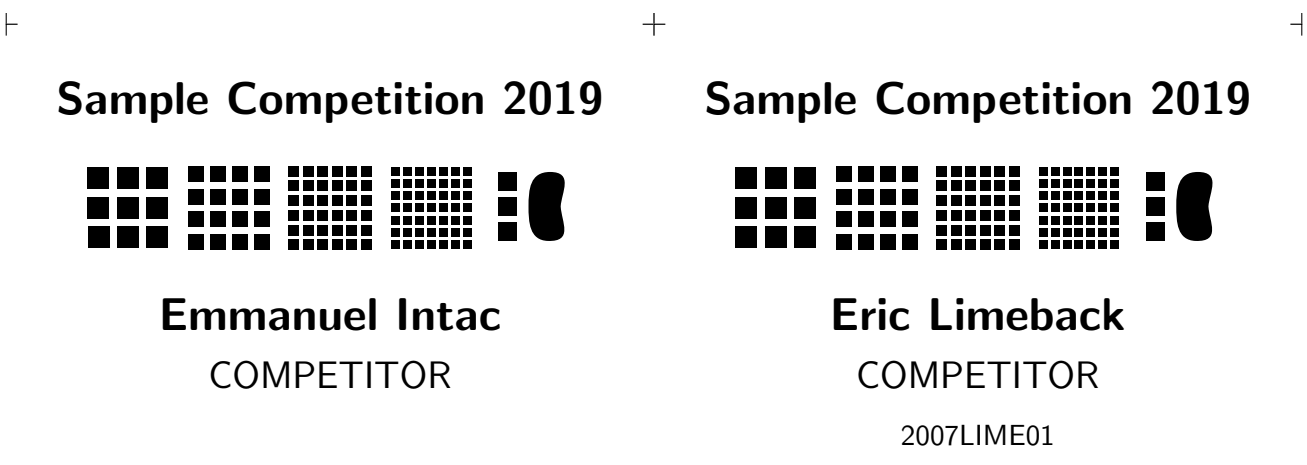 Sample Competition 2019
Emmanuel Intac
COMPETITOR
Sample Competition 2019
Eric Limeback
COMPETITOR
2007LIME01